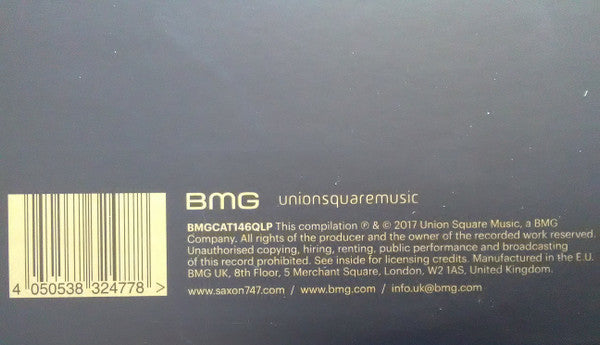 BMG unionsquaremusic
BMGCAT146QLP This compilation ℗ & © 2017 Union Square Music, a BMG
Company. All rights of the producer and the owner of the recorded work reserved.
Unauthorised copying, hiring, renting, public performance and broadcasting
of this record prohibited. See inside for licensing credits. Manufactured in the E.U.
BMG UK, 8th Floor, 5 Merchant Square, London. W2 1AS, United Kingdom.
www.saxon747.com / www.bmg.com / info.uk@bmg.com
4 050538 324778 >